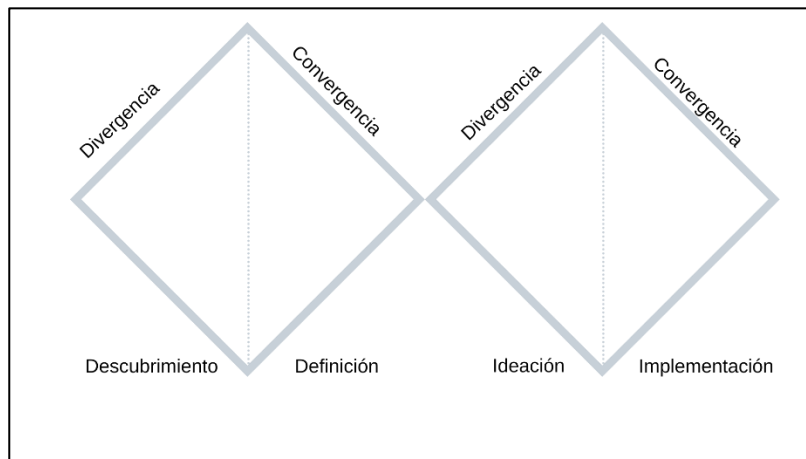 Divergencia
Convergencia
Divergencia
Convergencia
Descubrimiento
Definición
Ideación
Implementación